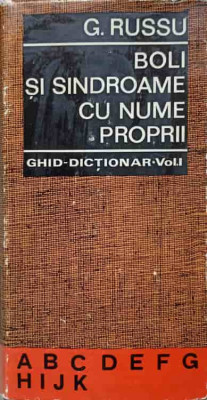 G. RUSSU
BOLI
ȘI SINDROAME
CU NUME
PROPRII
GHID-DICȚIONAR·Vol.I
A B C D E F G
H I J K